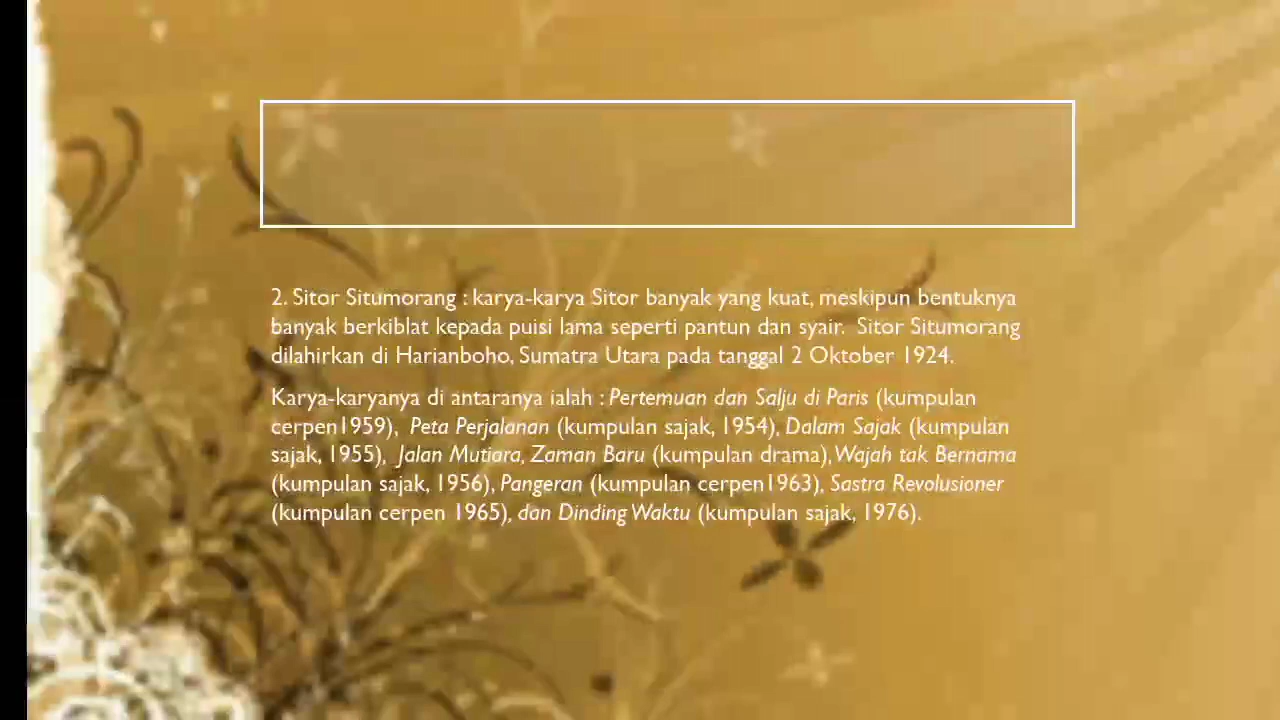 2. Sitor Situmorang : karya-karya Sitor banyak yang kuat, meskipun bentuknya
banyak berkiblat kepada puisi lama seperti pantun dan syair.  Sitor Situmorang
dilahirkan di Harianboho, Sumatra Utara pada tanggal 2 Oktober 1924.
Karya-karyanya di antaranya ialah : Pertemuan dan Salju di Paris (kumpulan
cerpen1959),  Peta Perjalanan (kumpulan sajak, 1954), Dalam Sajak (kumpulan
sajak, 1955),  Jalan Mutiara, Zaman Baru (kumpulan drama), Wajah tak Bernama
(kumpulan sajak, 1956), Pangeran (kumpulan cerpen1963), Sastra Revolusioner
(kumpulan cerpen 1965), dan Dinding Waktu (kumpulan sajak, 1976).